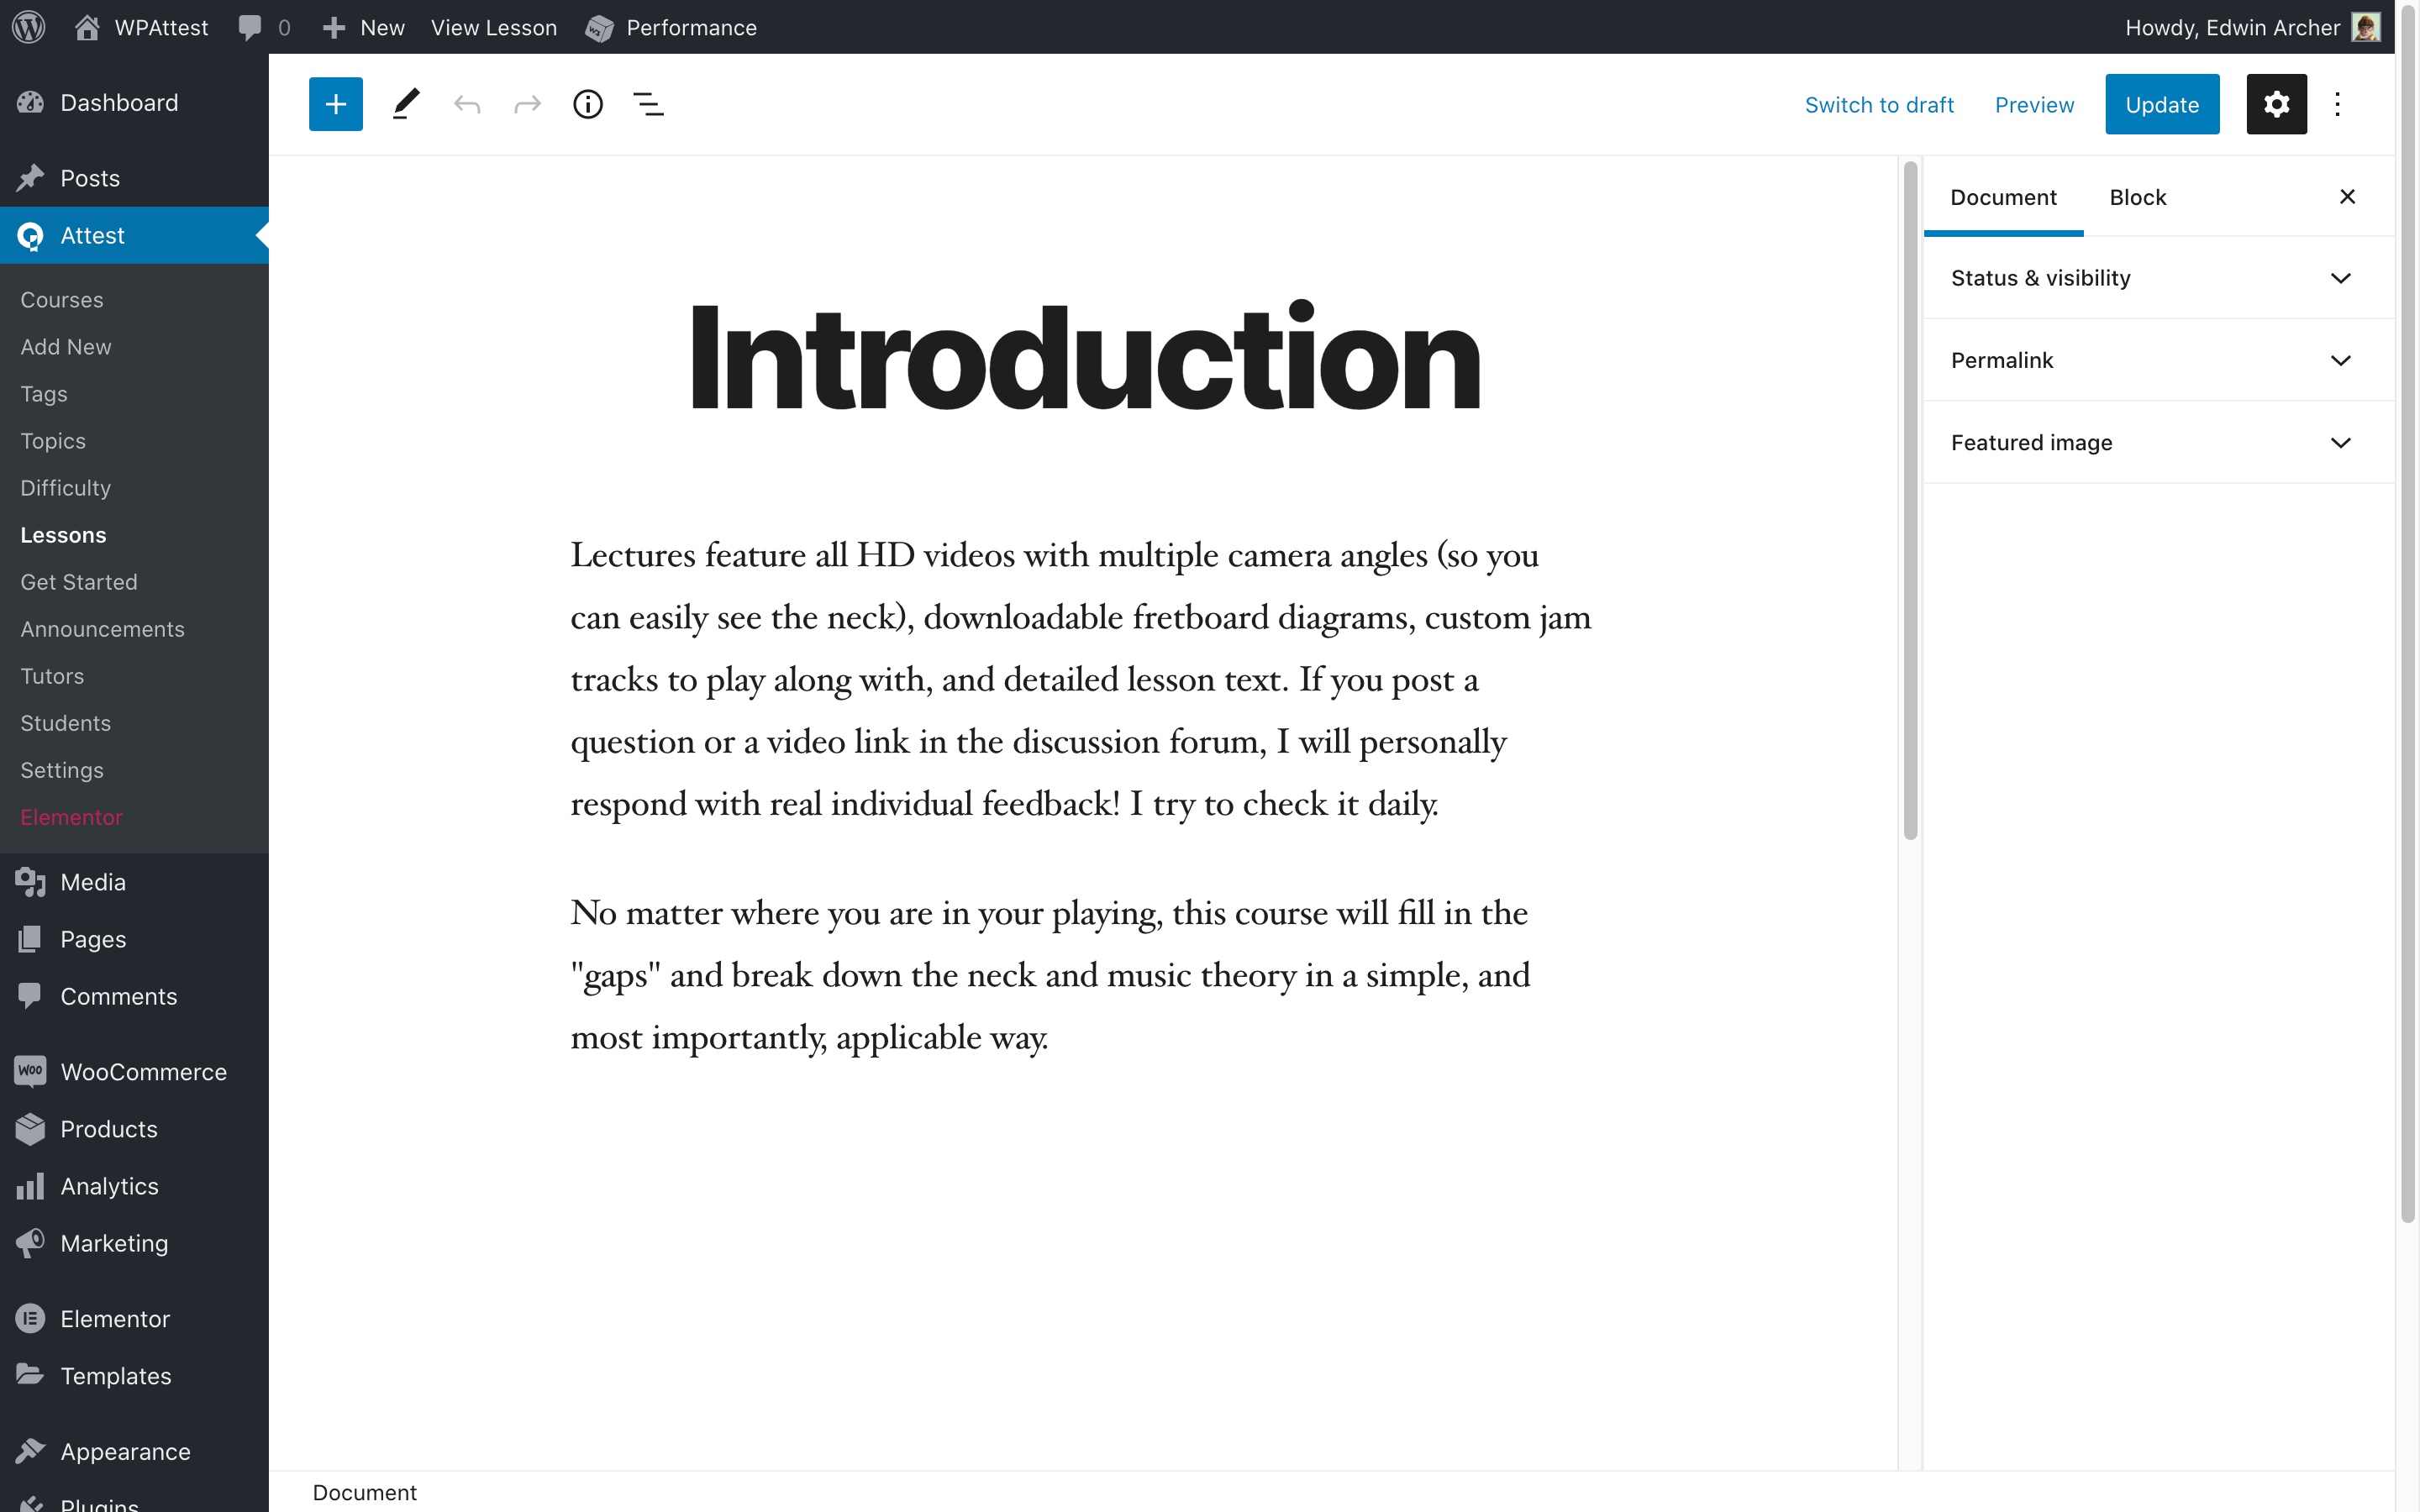 WPAttest
0
New
View Lesson
Performance
Howdy, Edwin Archer
Dashboard
Posts
Attest
Courses
Add New
Tags
Topics
Difficulty
Lessons
Get Started
Announcements
Tutors
Students
Settings
Elementor
Media
Pages
Comments
WOO
WooCommerce
Products
Analytics
Marketing
Elementor
Templates
Appearance
Plugins
Switch to draft
Preview
Update
Introduction
Lectures feature all HD videos with multiple camera angles (so you
can easily see the neck), downloadable fretboard diagrams, custom jam
tracks to play along with, and detailed lesson text. If you post a
question or a video link in the discussion forum, I will personally
respond with real individual feedback! I try to check it daily.
No matter where you are in your playing, this course will fill in the
"gaps" and break down the neck and music theory in a simple, and
most importantly, applicable way.
Document
Block
Status & visibility
Permalink
Featured image
Document